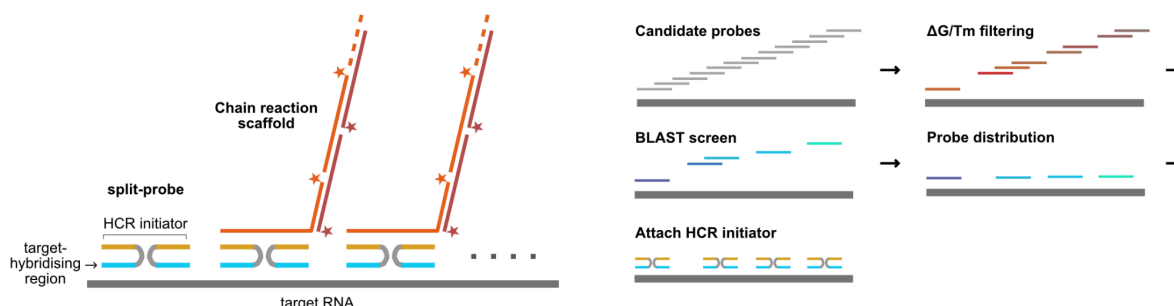 Chain reaction
scaffold
split-probe
HCR initiator
target-
hybridising
region
target RNA
Candidate probes
ΔG/Tm filtering
BLAST screen
Probe distribution
Attach HCR initiator